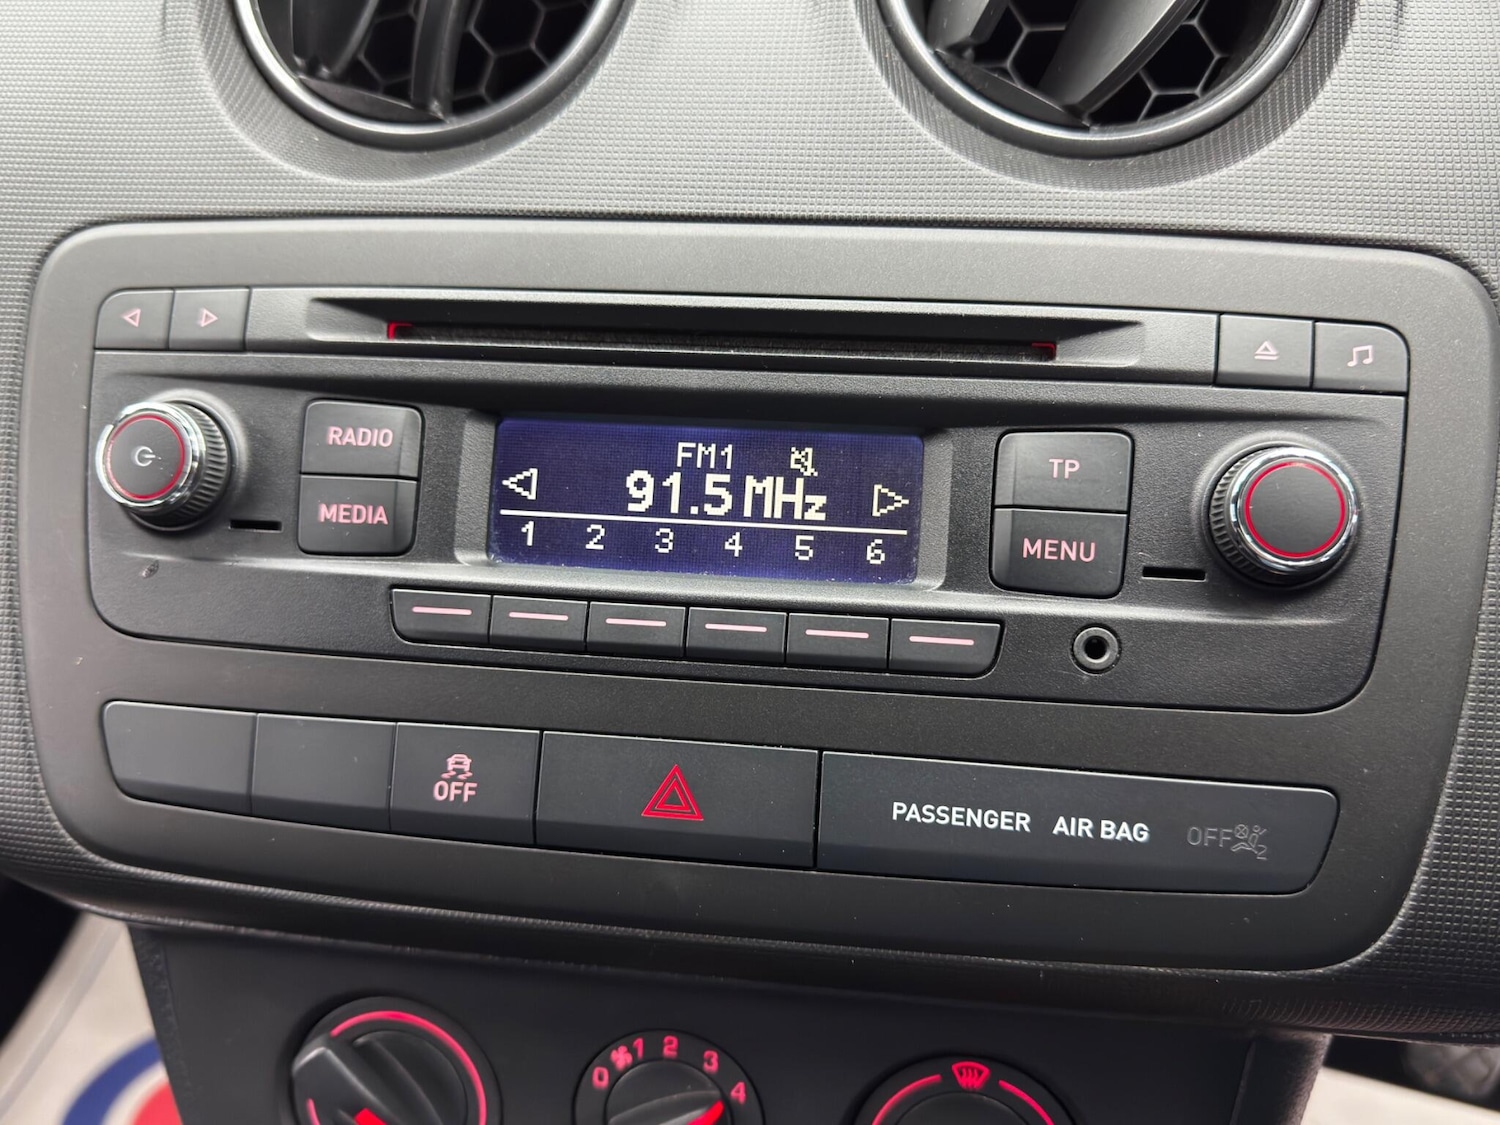 RADIO
MEDIA
FM1
91.5 MHz
1 2 3 4 5 6
TP
MENU
OFF
PASSENGER AIR BAG OFF 2
0 1 2 3 4